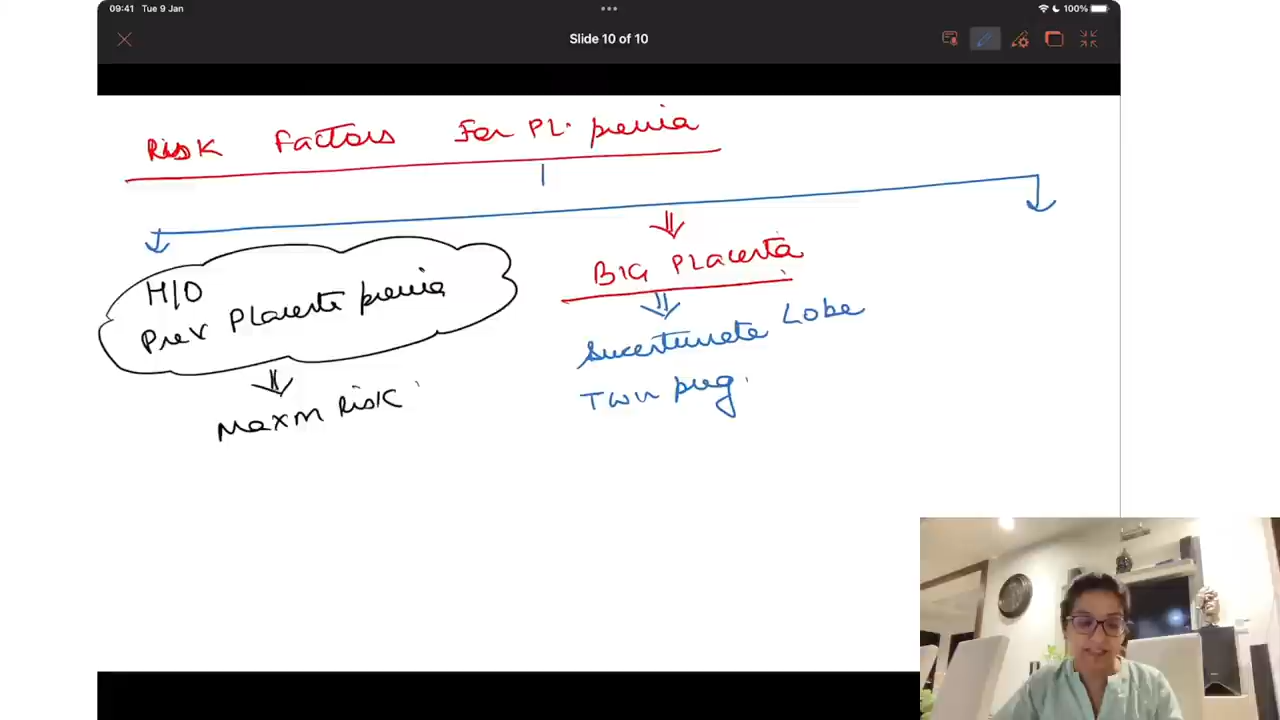 09:41 Tue 9 Jan
100%
Slide 10 of 10
Risk Factors For PL. previa
H/O
Prev Placenta previa
Maxm Risk
BIG Placenta
Succenturiate Lobe
Twin preg.